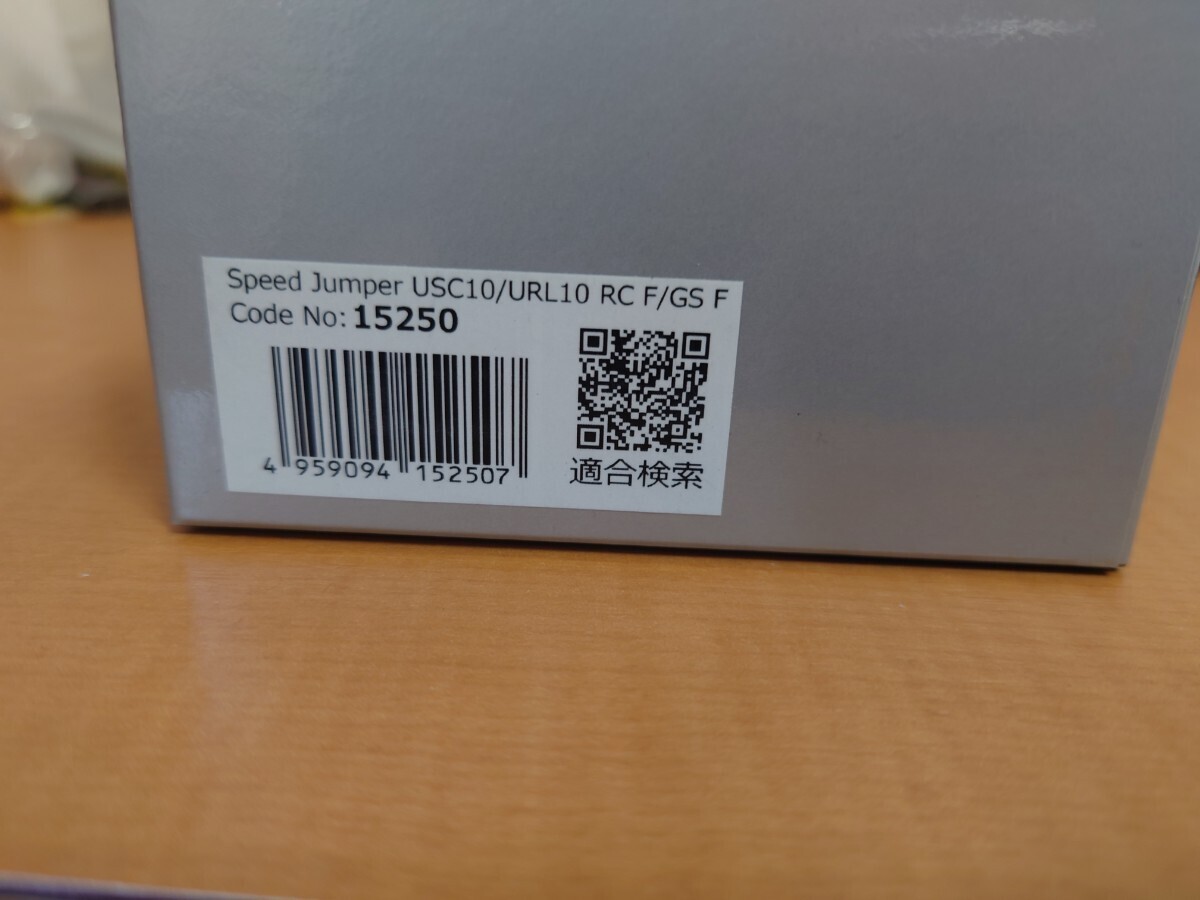 Speed Jumper USC10/URL10 RC F/GS F
Code No: 15250
4 959094 152507
適合検索